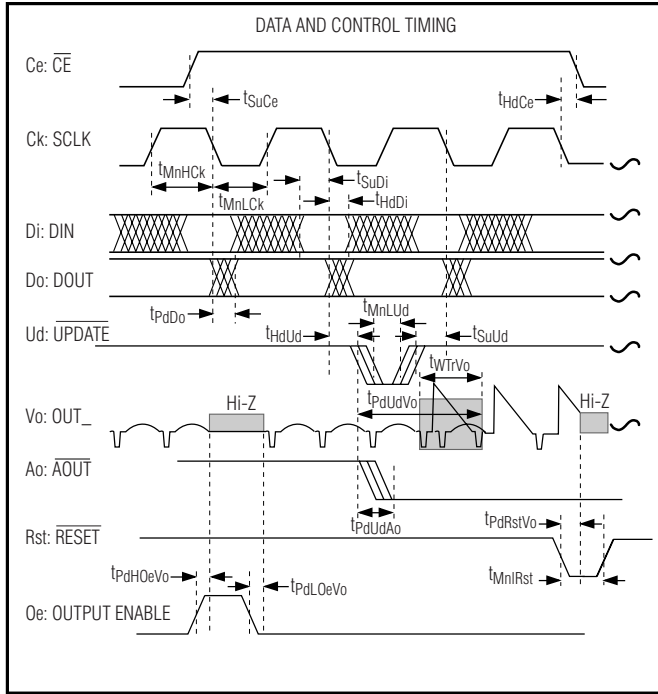 DATA AND CONTROL TIMING
Ce: CE
tSuCe
tHdCe
Ck: SCLK
tMnHCk
tMnLCk
tSuDi
tHdDi
Di: DIN
Do: DOUT
tPdDo
tMnLUd
tHdUd
tSuUd
Ud: UPDATE
tWTrVo
Hi-Z
tPdUdVo
Hi-Z
Vo: OUT_
Ao: AOUT
tPdUdAo
tPdRstVo
Rst: RESET
tMnlRst
tPdHOeVo
tPdLOeVo
Oe: OUTPUT ENABLE